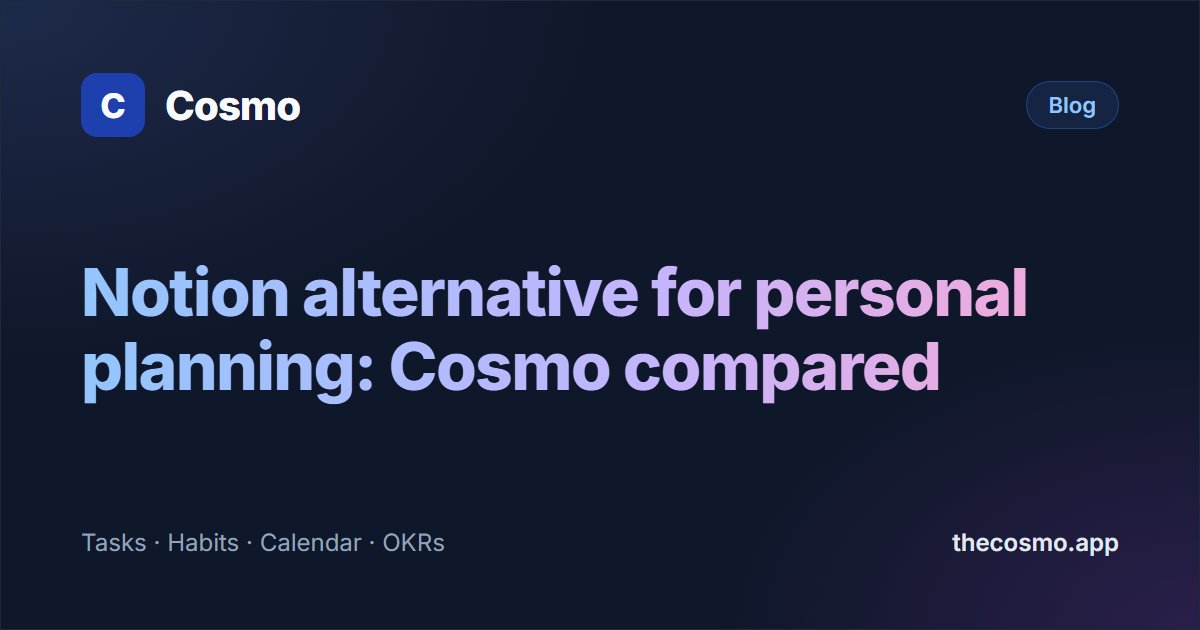 C
Cosmo
Blog
Notion alternative for personal
planning: Cosmo compared
Tasks · Habits · Calendar · OKRs
thecosmo.app